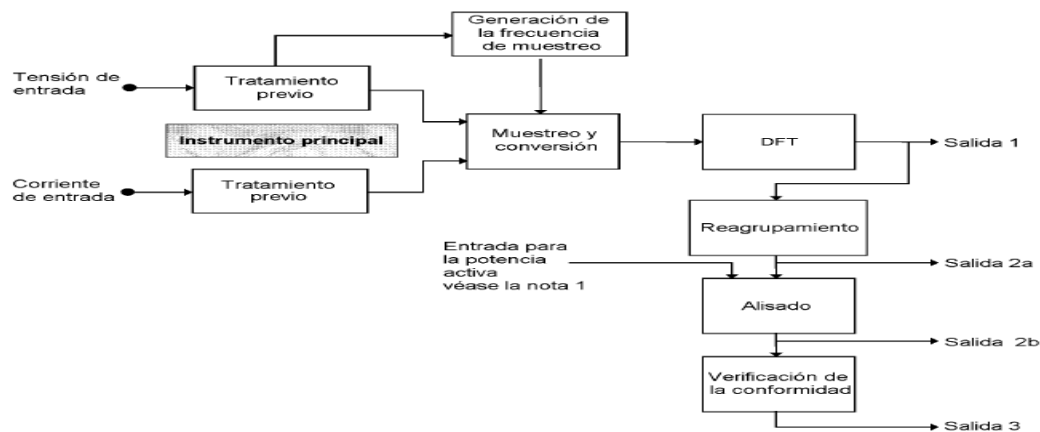 Generación de
la frecuencia
de muestreo
Tensión de
entrada
Tratamiento
previo
Instrumento principal
Muestreo y
conversión
DFT
Salida 1
Corriente
de entrada
Tratamiento
previo
Reagrupamiento
Entrada para
la potencia
activa
véase la nota 1
Salida 2a
Alisado
Salida 2b
Verificación de
la conformidad
Salida 3